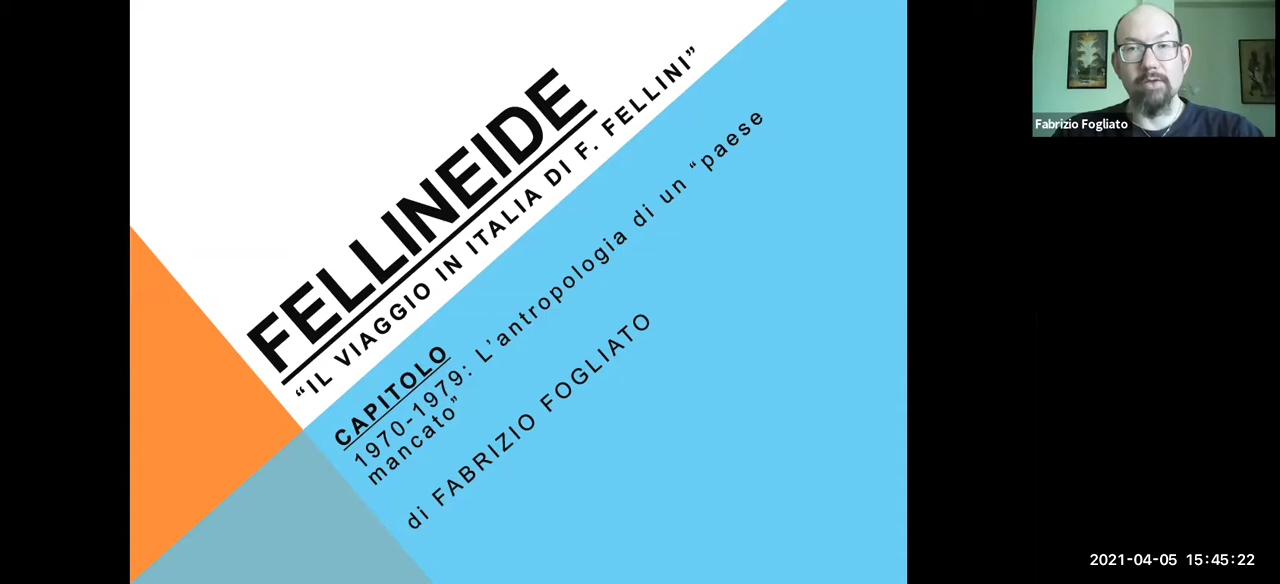 FELLINEIDE
“IL VIAGGIO IN ITALIA DI F. FELLINI”
CAPITOLO
1970-1979: L’antropologia di un “paese
mancato”
di FABRIZIO FOGLIATO
Fabrizio Fogliato
2021-04-05 15:45:22